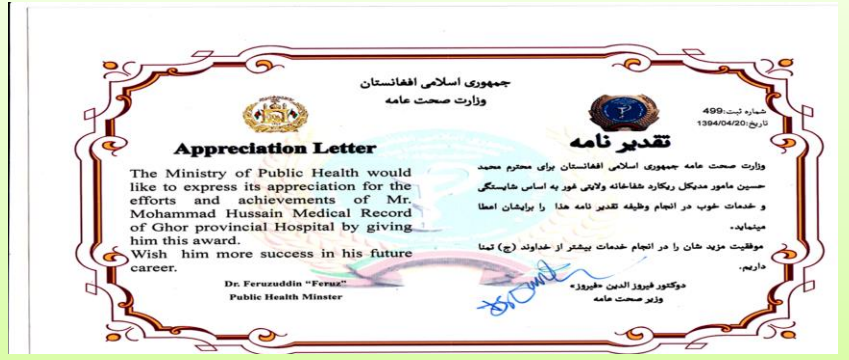 جمهوری اسلامی افغانستان
وزارت صحت عامه
شماره ثبت:499
تاریخ:1394/04/20
Appreciation Letter
The Ministry of Public Health would
like to express its appreciation for the
efforts and achievements of Mr.
Mohammad Hussain Medical Record
of Ghor provincial Hospital by giving
him this award.
Wish him more success in his future
career.
Dr. Feruzuddin "Feruz"
Public Health Minster
تقدیر نامه
وزارت صحت عامه جمهوری اسلامی افغانستان برای محترم محمد
حسین مامور مدیکل ریکارد شفاخانه ولایتی غور به اساس شایستگی
و خدمات خوب در انجام وظیفه تقدیر نامه هذا را برایشان اعطا
مینماید.
موفقیت مزید شان را در انجام خدمات بیشتر از خداوند (ج) تمنا
داریم.
دوکتور فیروز الدین «فیروز»
وزیر صحت عامه